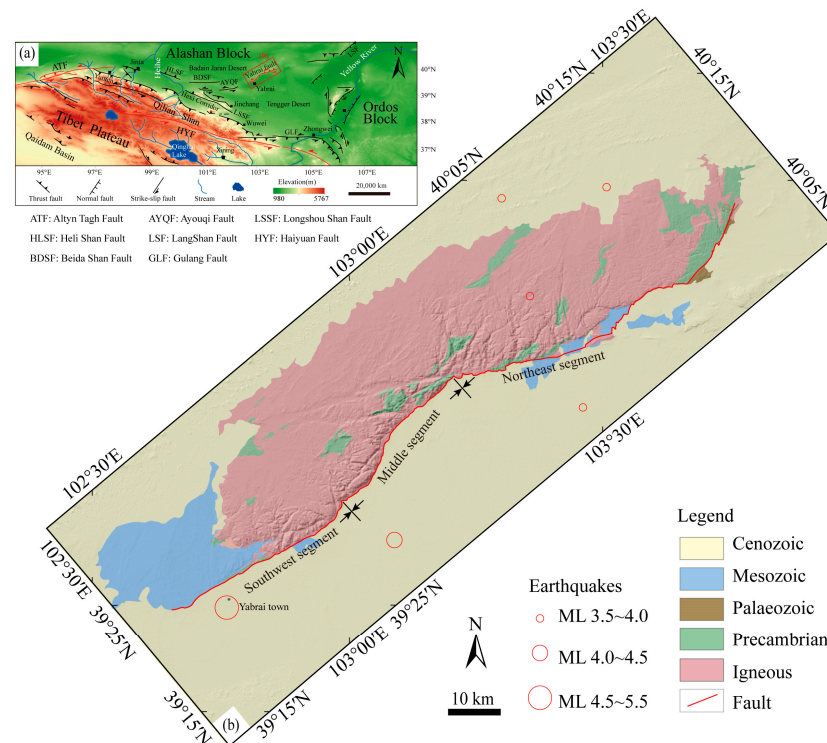 (a)
Alashan Block
N
ATF
Jinta
Heihe
HLSF
Badain Jaran Desert
BDSF
AYQF
Yabrai fault
Yabrai
LSF
Yellow River
40°N
39°N
38°N
37°N
Yumen
Hexi Corridor
Jinchang
Tengger Desert
LSSF
Wuwei
Ordos
Block
Qilian Shan
Tibet Plateau
HYF
GLF
Zhongwei
Qaidam Basin
Qinghai
Lake
Xining
95°E
97°E
99°E
101°E
103°E
105°E
107°E
Thrust fault
Normal fault
Strike-slip fault
Stream
Lake
Elevation(m)
980
5767
20,000 km
ATF: Altyn Tagh Fault
AYQF: Ayouqi Fault
LSSF: Longshou Shan Fault
HLSF: Heli Shan Fault
LSF: LangShan Fault
HYF: Haiyuan Fault
BDSF: Beida Shan Fault
GLF: Gulang Fault
103°30'E
40°15'N
40°15'N
40°05'N
40°05'N
103°00'E
102°30'E
102°30'E
39°25'N
39°15'N
39°15'N
103°00'E
39°25'N
103°30'E
Northeast segment
Middle segment
Southwest segment
Yabrai town
(b)
N
10 km
Earthquakes
ML 3.5~4.0
ML 4.0~4.5
ML 4.5~5.5
Legend
Cenozoic
Mesozoic
Palaeozoic
Precambrian
Igneous
Fault